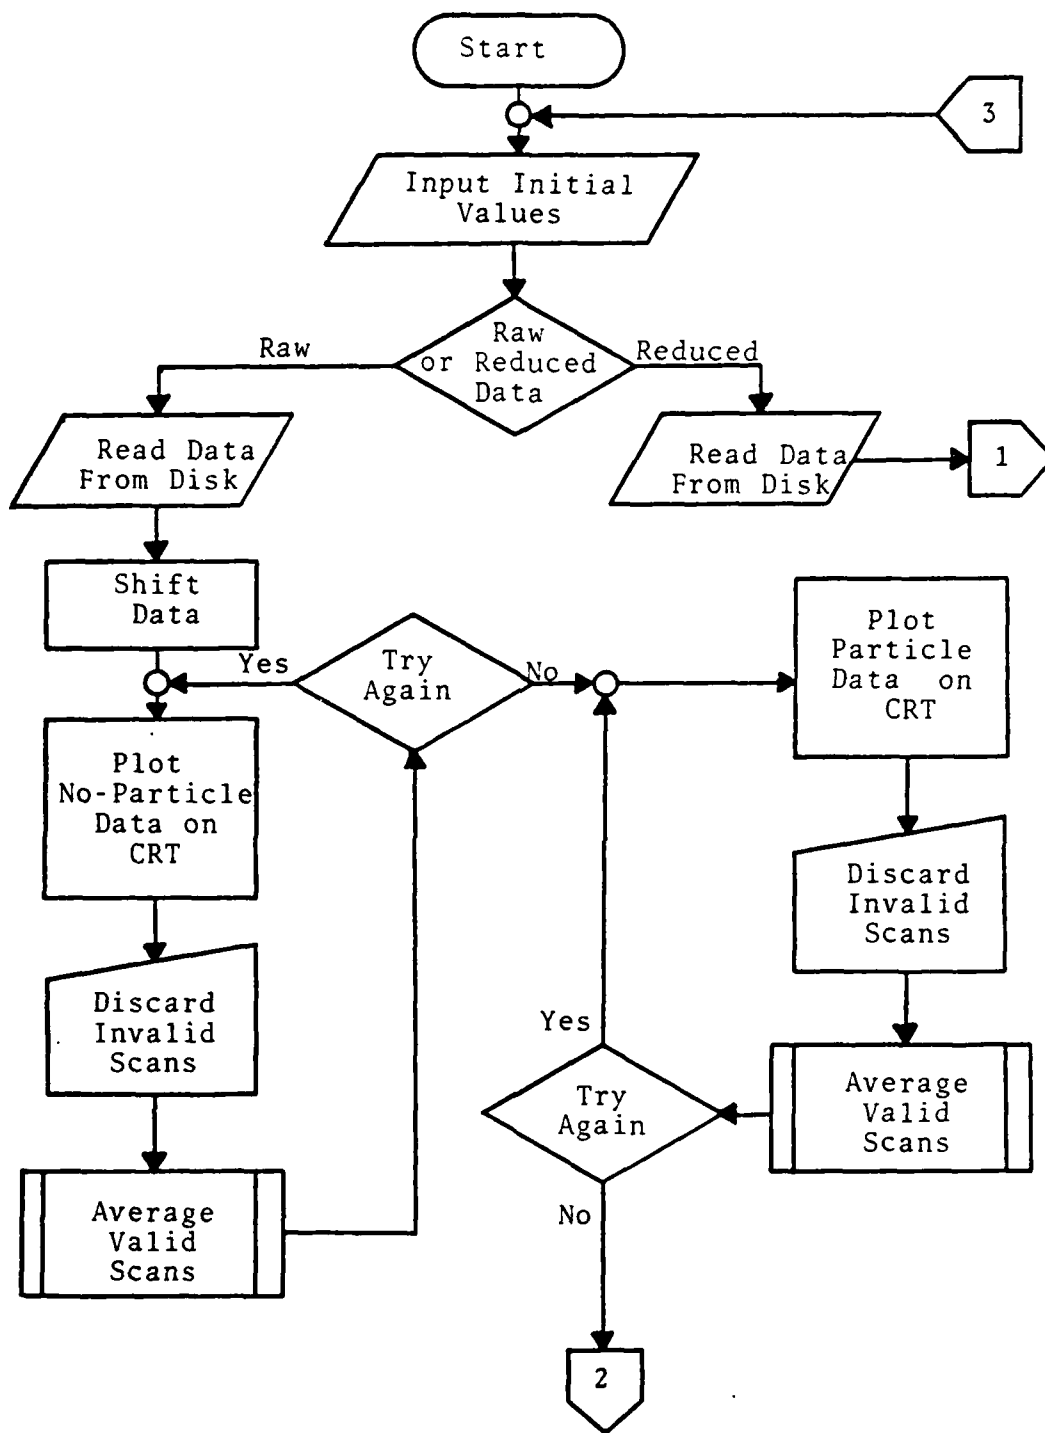 Start
3
Input Initial
Values
Raw
or Reduced
Data
Raw
Reduced
Read Data
From Disk
Read Data
From Disk
1
Shift
Data
Yes
Try
Again
No
Plot
Particle
Data on
CRT
Plot
No-Particle
Data on
CRT
Discard
Invalid
Scans
Discard
Invalid
Scans
Yes
Try
Again
Average
Valid
Scans
No
Average
Valid
Scans
2